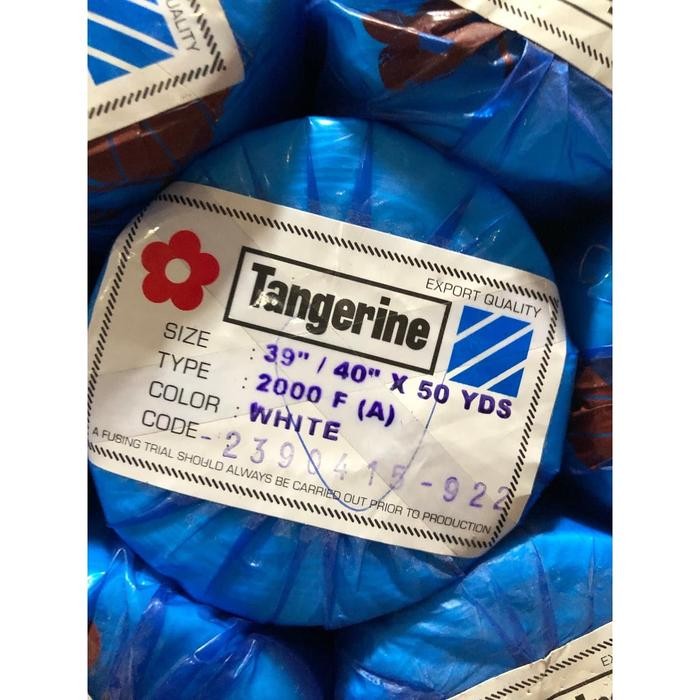 UALITY
Tangerine
EXPORT QUALITY
SIZE : 39" / 40" X 50 YDS
TYPE : 2000 F (A)
COLOR : WHITE
CODE - 2390415-922
A FUSING TRIAL SHOULD ALWAYS BE CARRIED OUT PRIOR TO PRODUCTION